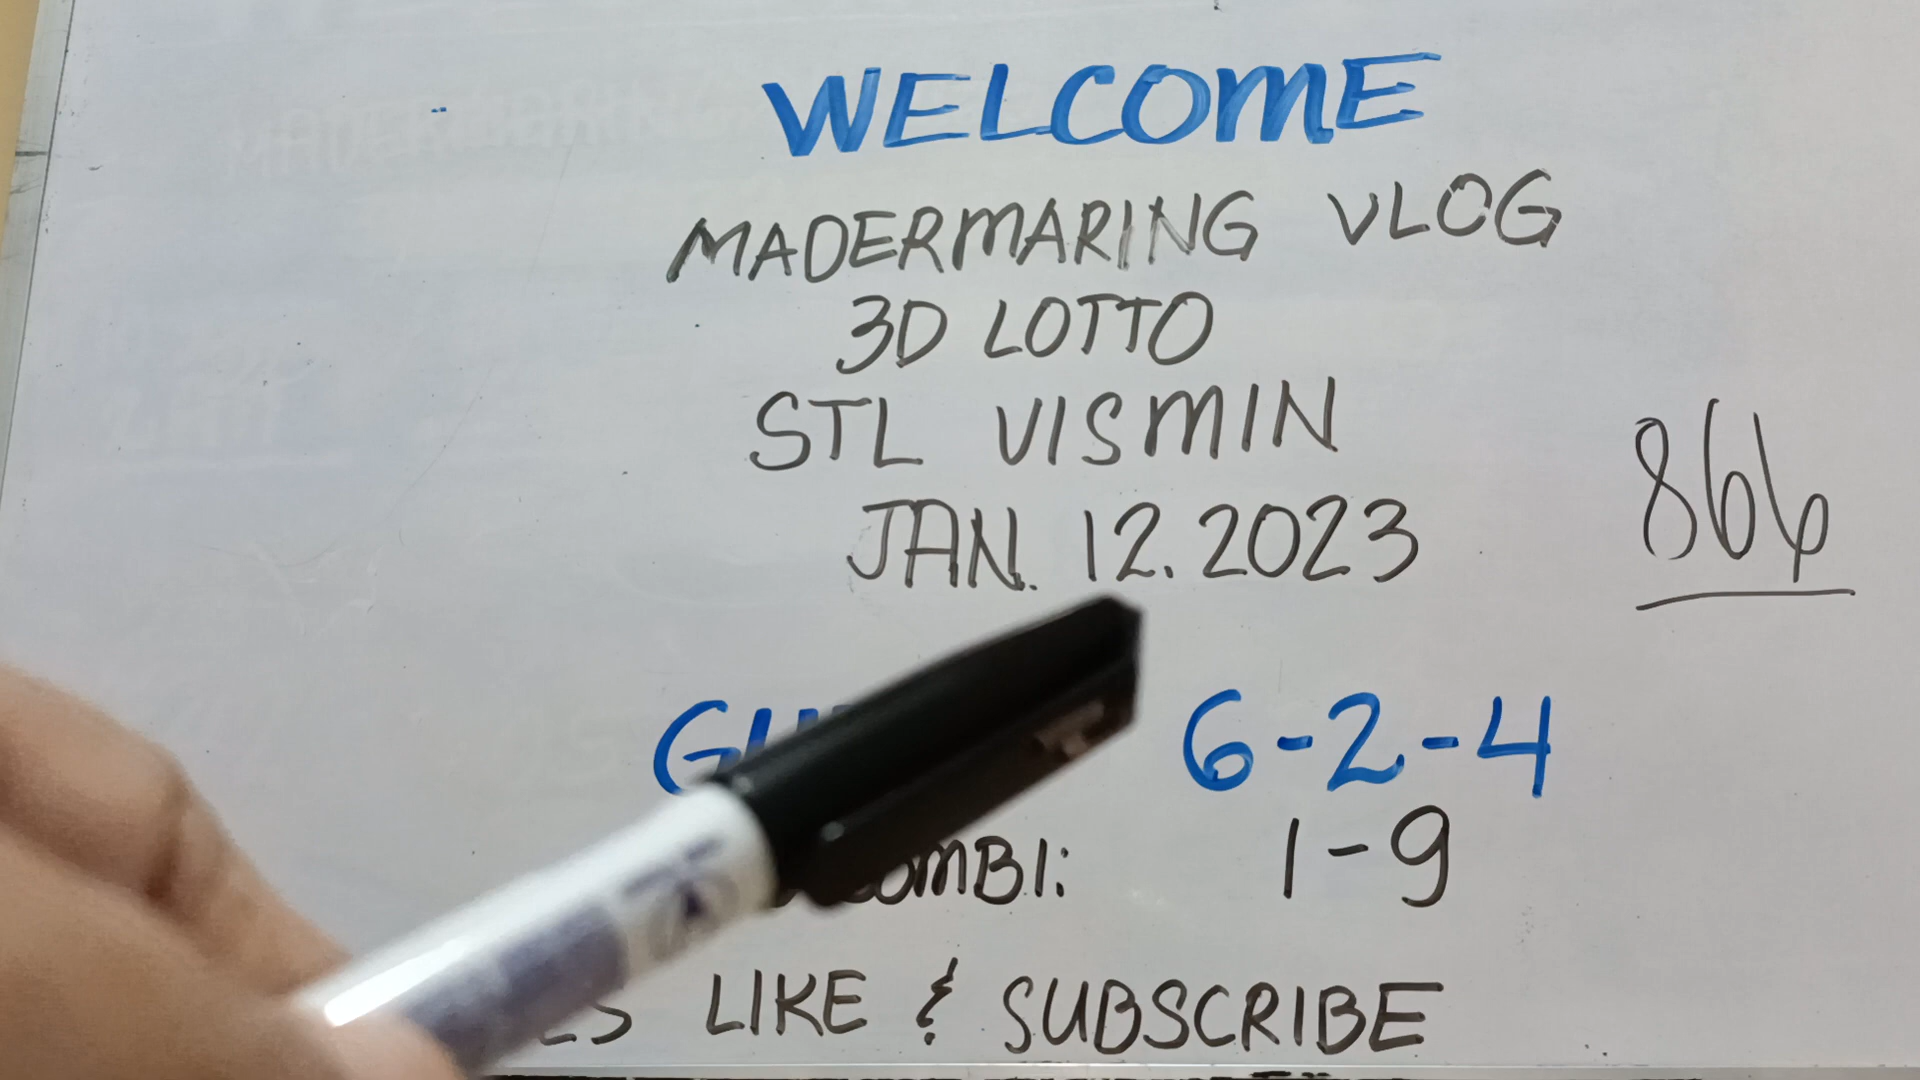 WELCOME
MADERMARING VLOG
3D LOTTO
STL VISMIN
JAN. 12.2023
866
6-2-4
1-9
LIKE & SUBSCRIBE